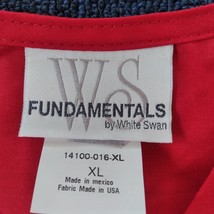 WS
FUNDAMENTALS
by White Swan
14100-016-XL
XL
Made in mexico
Fabric Made in USA